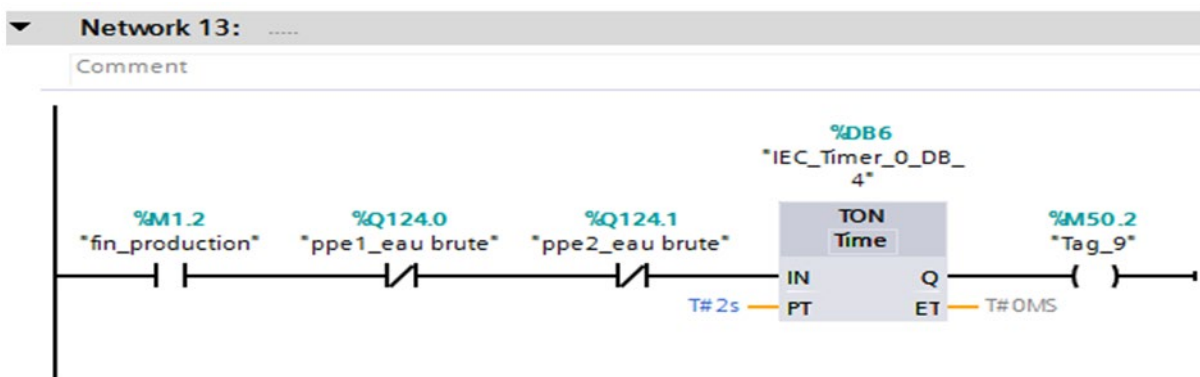 Network 13: .....
Comment
%DB6
"IEC_Timer_0_DB_
4"
%M1.2
"fin_production"
%Q124.0
"ppe1_eau brute"
%Q124.1
"ppe2_eau brute"
TON
Time
%M50.2
"Tag_9"
IN
Q
T#2s
PT
ET
T#0MS